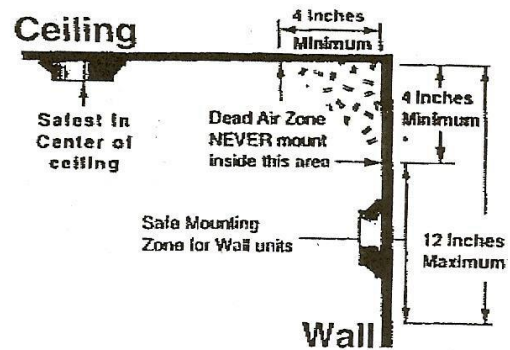 Ceiling
4 Inches
Minimum
Safest in
Center of
ceiling
Dead Air Zone
NEVER mount
inside this area
4 Inches
Minimum
Safe Mounting
Zone for Wall units
12 Inches
Maximum
Wall